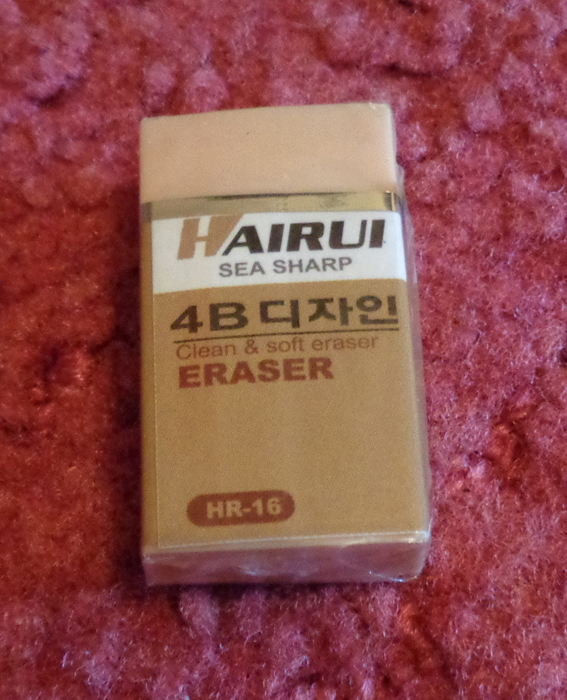 HAIRUI
SEA SHARP
4B 디자인
Clean & soft eraser
ERASER
HR-16